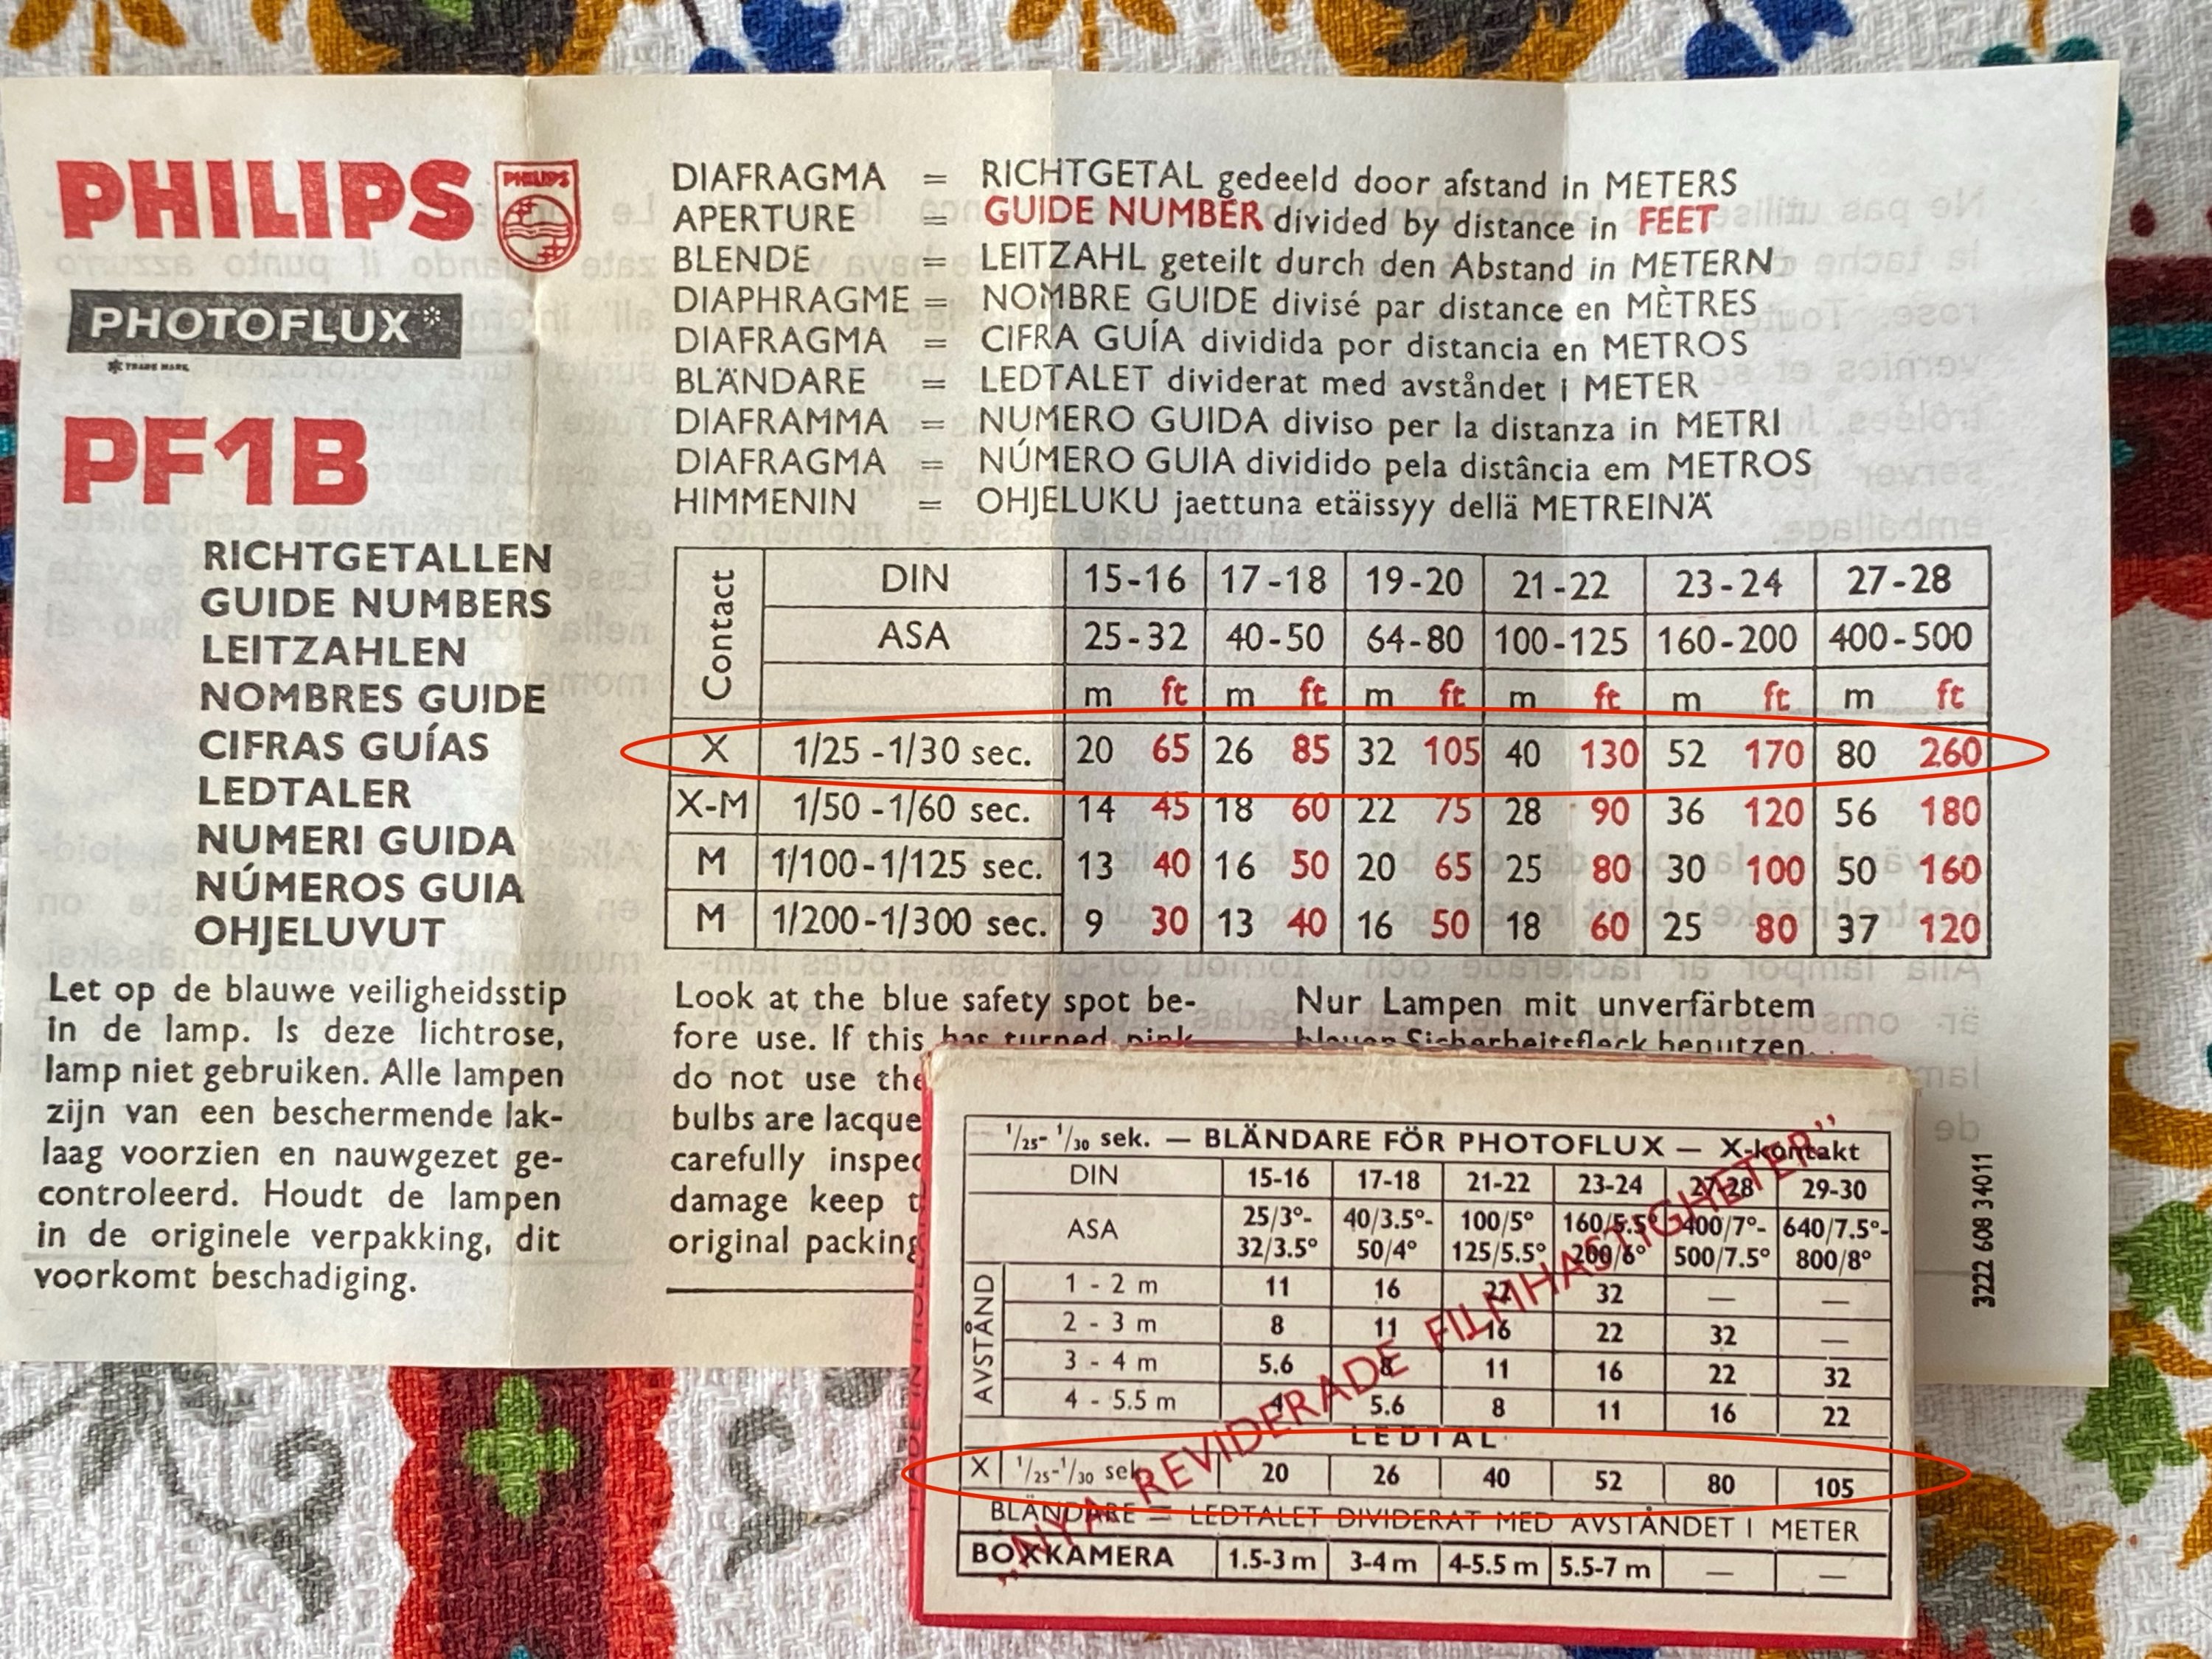 PHILIPS
PHILIPS
PHOTOFLUX*
* TRADE MARK
PF1B
RICHTGETALLEN
GUIDE NUMBERS
LEITZAHLEN
NOMBRES GUIDE
CIFRAS GUÍAS
LEDTALER
NUMERI GUIDA
NÚMEROS GUIA
OHJELUVUT
Let op de blauwe veiligheidsstip
in de lamp. Is deze lichtrose,
lamp niet gebruiken. Alle lampen
zijn van een beschermende lak-
laag voorzien en nauwgezet ge-
controleerd. Houdt de lampen
in de originele verpakking, dit
voorkomt beschadiging.
DIAFRAGMA = RICHTGETAL gedeeld door afstand in METERS
APERTURE = GUIDE NUMBER divided by distance in FEET
BLENDE = LEITZAHL geteilt durch den Abstand in METERN
DIAPHRAGME = NOMBRE GUIDE divisé par distance en MÈTRES
DIAFRAGMA = CIFRA GUÍA dividida por distancia en METROS
BLÄNDARE = LEDTALET dividerat med avståndet i METER
DIAFRAMMA = NUMERO GUIDA diviso per la distanza in METRI
DIAFRAGMA = NÚMERO GUIA dividido pela distância em METROS
HIMMENIN = OHJELUKU jaettuna etäissyy dellä METREINÄ
Contact
DIN 15-16 17-18 19-20 21-22 23-24 27-28
ASA 25-32 40-50 64-80 100-125 160-200 400-500
m ft m ft m ft m ft m ft m ft
X 1/25-1/30 sec. 20 65 26 85 32 105 40 130 52 170 80 260
X-M 1/50-1/60 sec. 14 45 18 60 22 75 28 90 36 120 56 180
M 1/100-1/125 sec. 13 40 16 50 20 65 25 80 30 100 50 160
M 1/200-1/300 sec. 9 30 13 40 16 50 18 60 25 80 37 120
Look at the blue safety spot be-
fore use. If this has turned pink
do not use the
bulbs are lacque
carefully inspec
damage keep t
original packing
Nur Lampen mit unverfärbtem
blauen Sicherheitsfleck benutzen.
3222 608 34011
1/25-1/30 sek. — BLÄNDARE FÖR PHOTOFLUX — X-kontakt
DIN 15-16 17-18 21-22 23-24 27-28 29-30
ASA 25/3°- 40/3.5°- 100/5° 160/5.5° 400/7°- 640/7.5°-
32/3.5° 50/4° 125/5.5° 200/6° 500/7.5° 800/8°
AVSTÅND
1 - 2 m 11 16 22 32 — —
2 - 3 m 8 11 16 22 32 —
3 - 4 m 5.6 8 11 16 22 32
4 - 5.5 m 4 5.6 8 11 16 22
LEDTAL
X 1/25-1/30 sek. 20 26 40 52 80 105
BLÄNDARE = LEDTALET DIVIDERAT MED AVSTÅNDET I METER
BOXKAMERA 1.5-3 m 3-4 m 4-5.5 m 5.5-7 m — —
„NYA REVIDERADE FILMHASTIGHETER”